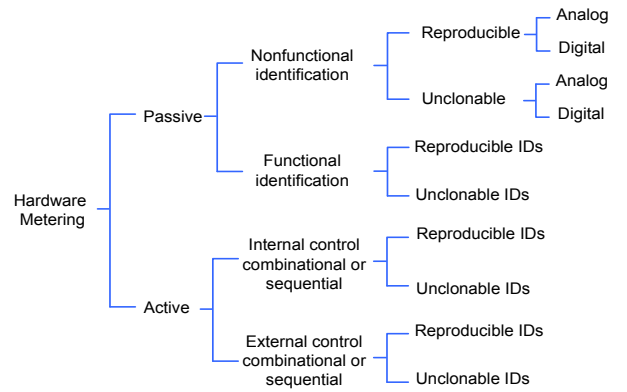 Hardware
Metering
Passive
Nonfunctional
identification
Reproducible
Analog
Digital
Unclonable
Analog
Digital
Functional
identification
Reproducible IDs
Unclonable IDs
Active
Internal control
combinational or
sequential
Reproducible IDs
Unclonable IDs
External control
combinational or
sequential
Reproducible IDs
Unclonable IDs